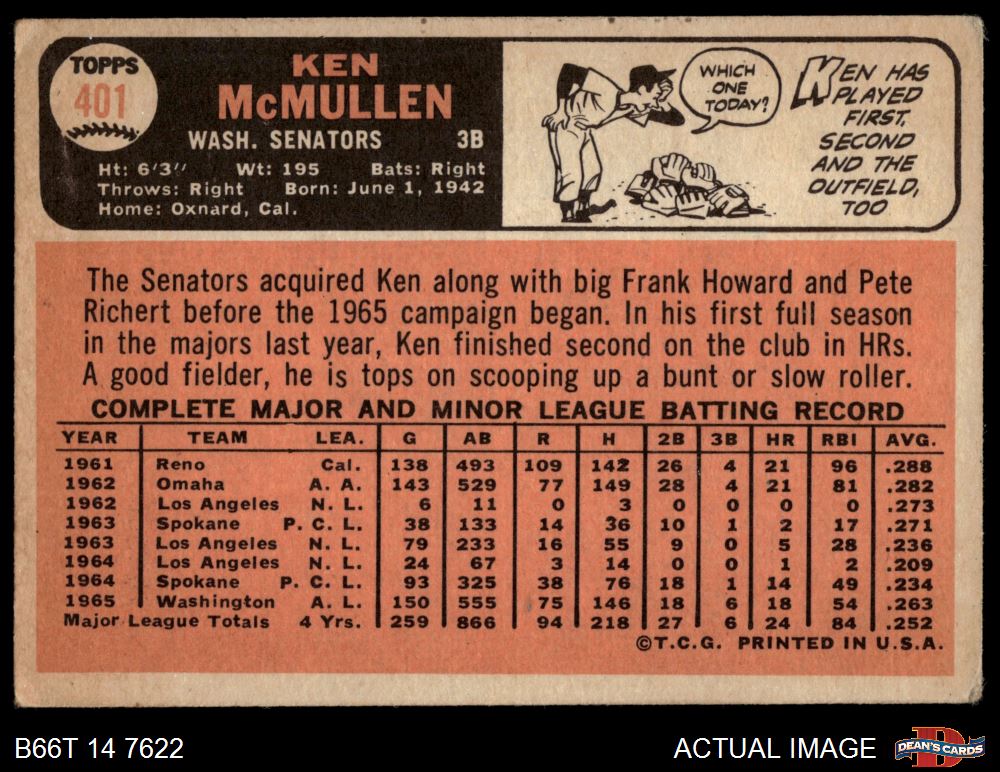 TOPPS
401
KEN
McMULLEN
WASH. SENATORS 3B
Ht: 6'3" Wt: 195 Bats: Right
Throws: Right Born: June 1, 1942
Home: Oxnard, Cal.
WHICH
ONE
TODAY?
KEN HAS
PLAYED
FIRST,
SECOND
AND THE
OUTFIELD,
TOO
The Senators acquired Ken along with big Frank Howard and Pete
Richert before the 1965 campaign began. In his first full season
in the majors last year, Ken finished second on the club in HRs.
A good fielder, he is tops on scooping up a bunt or slow roller.
COMPLETE MAJOR AND MINOR LEAGUE BATTING RECORD
YEAR TEAM LEA. G AB R H 2B 3B HR RBI AVG.
1961 Reno Cal. 138 493 109 142 26 4 21 96 .288
1962 Omaha A. A. 143 529 77 149 28 4 21 81 .282
1962 Los Angeles N. L. 6 11 0 3 0 0 0 0 .273
1963 Spokane P. C. L. 38 133 14 36 10 1 2 17 .271
1963 Los Angeles N. L. 79 233 16 55 9 0 5 28 .236
1964 Los Angeles N. L. 24 67 3 14 0 0 1 2 .209
1964 Spokane P. C. L. 93 325 38 76 18 1 14 49 .234
1965 Washington A. L. 150 555 75 146 18 6 18 54 .263
Major League Totals 4 Yrs. 259 866 94 218 27 6 24 84 .252
©T.C.G. PRINTED IN U.S.A.
B66T 14 7622
ACTUAL IMAGE
DEAN'S CARDS